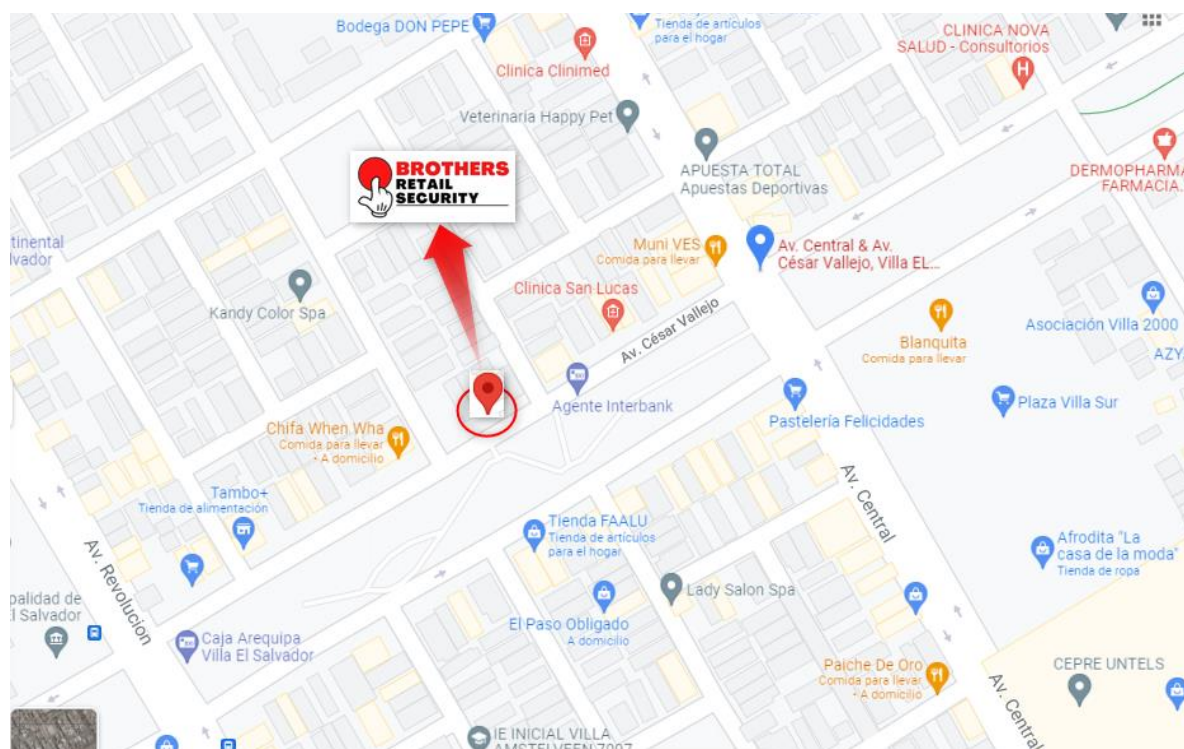 Bodega DON PEPE
Tienda de artículos
para el hogar
CLINICA NOVA
SALUD - Consultorios
Clinica Clinimed
Veterinaria Happy Pet
APUESTA TOTAL
Apuestas Deportivas
DERMOPHARMA
FARMACIA.
BROTHERS
RETAIL
SECURITY
tinental
lvador
Muni VES
Comida para llevar
Av. Central & Av.
César Vallejo, Villa EL...
Kandy Color Spa
Clinica San Lucas
Av. César Vallejo
Blanquita
Comida para llevar
Asociación Villa 2000
AZY
Agente Interbank
Plaza Villa Sur
Pastelería Felicidades
Chifa When Wha
Comida para llevar
- A domicilio
Tambo+
Tienda de alimentación
Av. Central
Tienda FAALU
Tienda de artículos
para el hogar
Afrodita "La
casa de la moda"
Tienda de ropa
Av. Revolucion
Lady Salon Spa
palidad de
l Salvador
El Paso Obligado
A domicilio
Caja Arequipa
Villa El Salvador
Paiche De Oro
Comida para llevar
- A domicilio
CEPRE UNTELS
Av. Central
IE INICIAL VILLA
AMSTELVEEN 7007